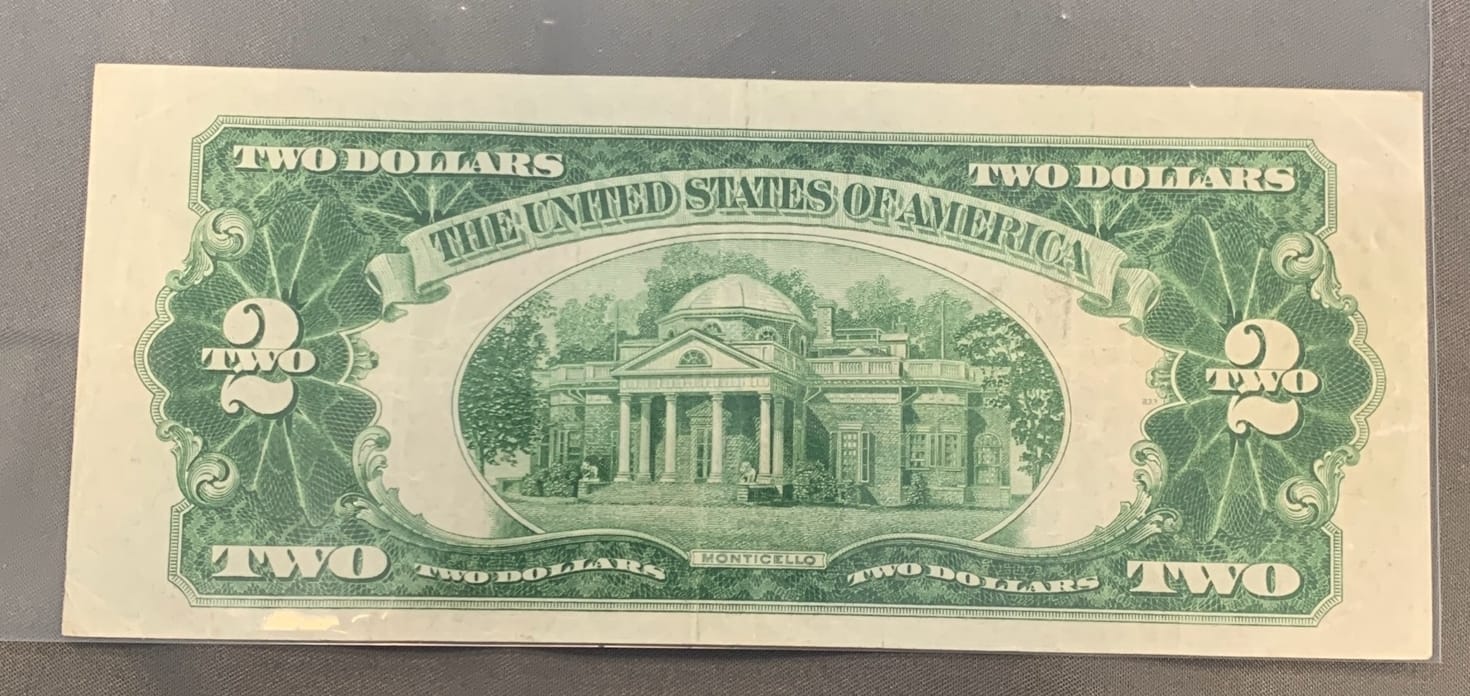 TWO DOLLARS TWO DOLLARS
THE UNITED STATES OF AMERICA
2 2
TWO TWO
MONTICELLO
TWO TWO DOLLARS TWO DOLLARS TWO